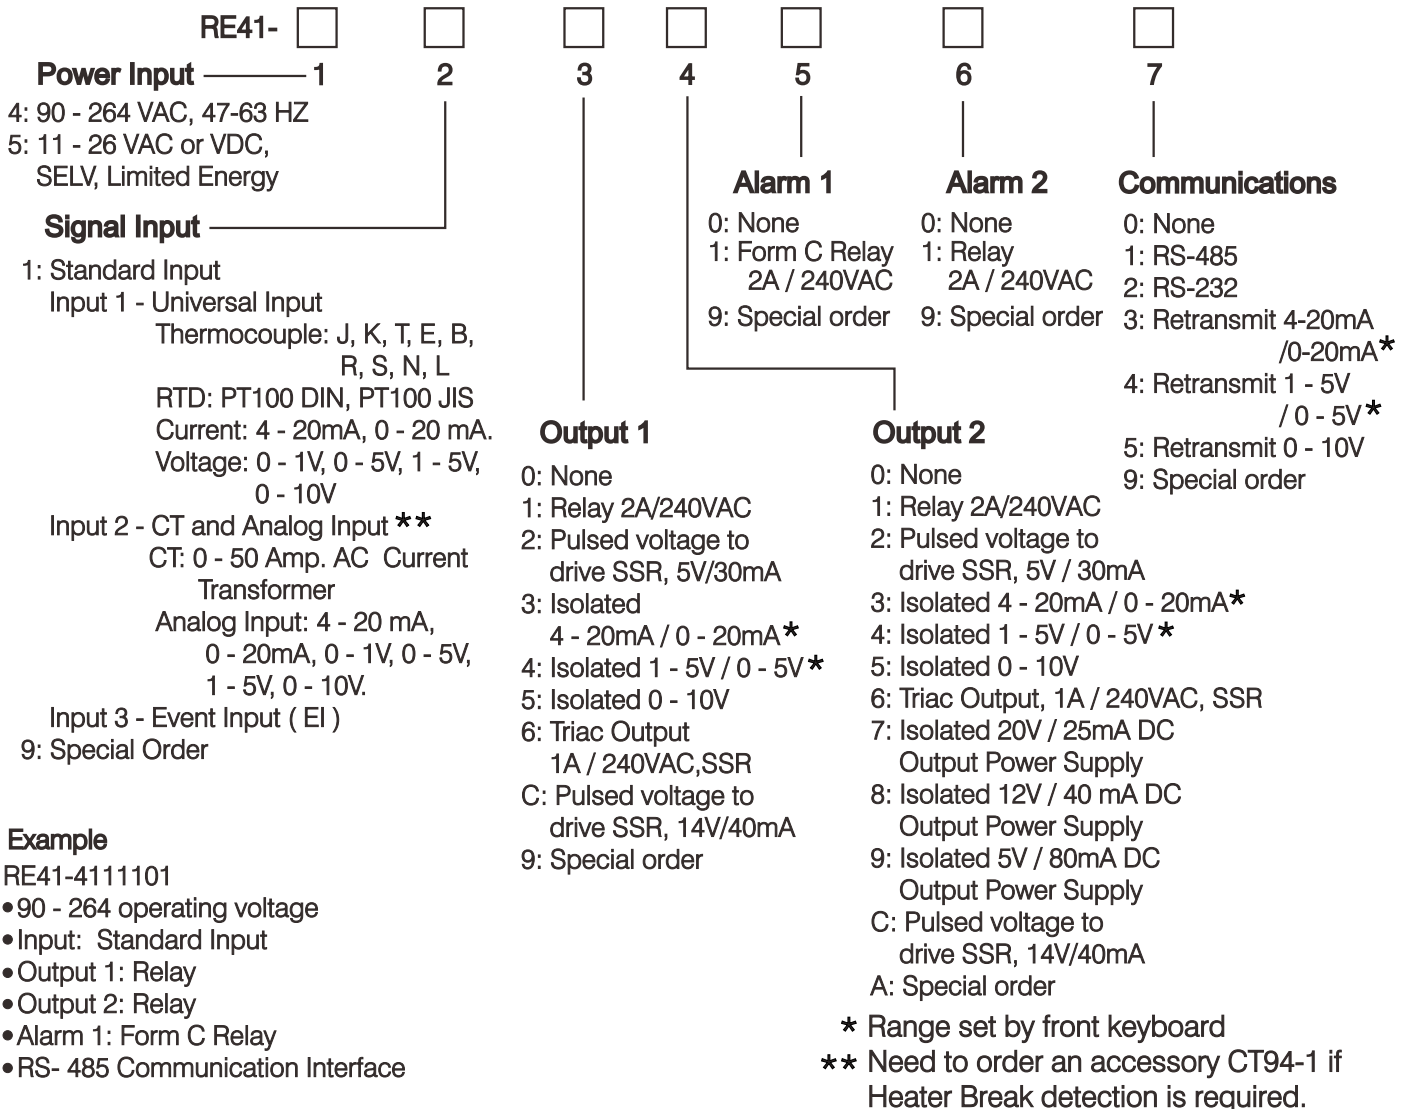 RE41-
Power Input 1 2 3 4 5 6 7
4: 90 - 264 VAC, 47-63 HZ
5: 11 - 26 VAC or VDC,
SELV, Limited Energy
Signal Input
1: Standard Input
Input 1 - Universal Input
Thermocouple: J, K, T, E, B,
R, S, N, L
RTD: PT100 DIN, PT100 JIS
Current: 4 - 20mA, 0 - 20 mA.
Voltage: 0 - 1V, 0 - 5V, 1 - 5V,
0 - 10V
Input 2 - CT and Analog Input **
CT: 0 - 50 Amp. AC Current
Transformer
Analog Input: 4 - 20 mA,
0 - 20mA, 0 - 1V, 0 - 5V,
1 - 5V, 0 - 10V.
Input 3 - Event Input ( EI )
9: Special Order
Output 1
0: None
1: Relay 2A/240VAC
2: Pulsed voltage to
drive SSR, 5V/30mA
3: Isolated
4 - 20mA / 0 - 20mA*
4: Isolated 1 - 5V / 0 - 5V*
5: Isolated 0 - 10V
6: Triac Output
1A / 240VAC,SSR
C: Pulsed voltage to
drive SSR, 14V/40mA
9: Special order
Output 2
0: None
1: Relay 2A/240VAC
2: Pulsed voltage to
drive SSR, 5V / 30mA
3: Isolated 4 - 20mA / 0 - 20mA*
4: Isolated 1 - 5V / 0 - 5V*
5: Isolated 0 - 10V
6: Triac Output, 1A / 240VAC, SSR
7: Isolated 20V / 25mA DC
Output Power Supply
8: Isolated 12V / 40 mA DC
Output Power Supply
9: Isolated 5V / 80mA DC
Output Power Supply
C: Pulsed voltage to
drive SSR, 14V/40mA
A: Special order
Alarm 1
0: None
1: Form C Relay
2A / 240VAC
9: Special order
Alarm 2
0: None
1: Relay
2A / 240VAC
9: Special order
Communications
0: None
1: RS-485
2: RS-232
3: Retransmit 4-20mA
/0-20mA*
4: Retransmit 1 - 5V
/ 0 - 5V*
5: Retransmit 0 - 10V
9: Special order
Example
RE41-4111101
•90 - 264 operating voltage
•Input: Standard Input
•Output 1: Relay
•Output 2: Relay
•Alarm 1: Form C Relay
•RS- 485 Communication Interface
* Range set by front keyboard
** Need to order an accessory CT94-1 if
Heater Break detection is required.